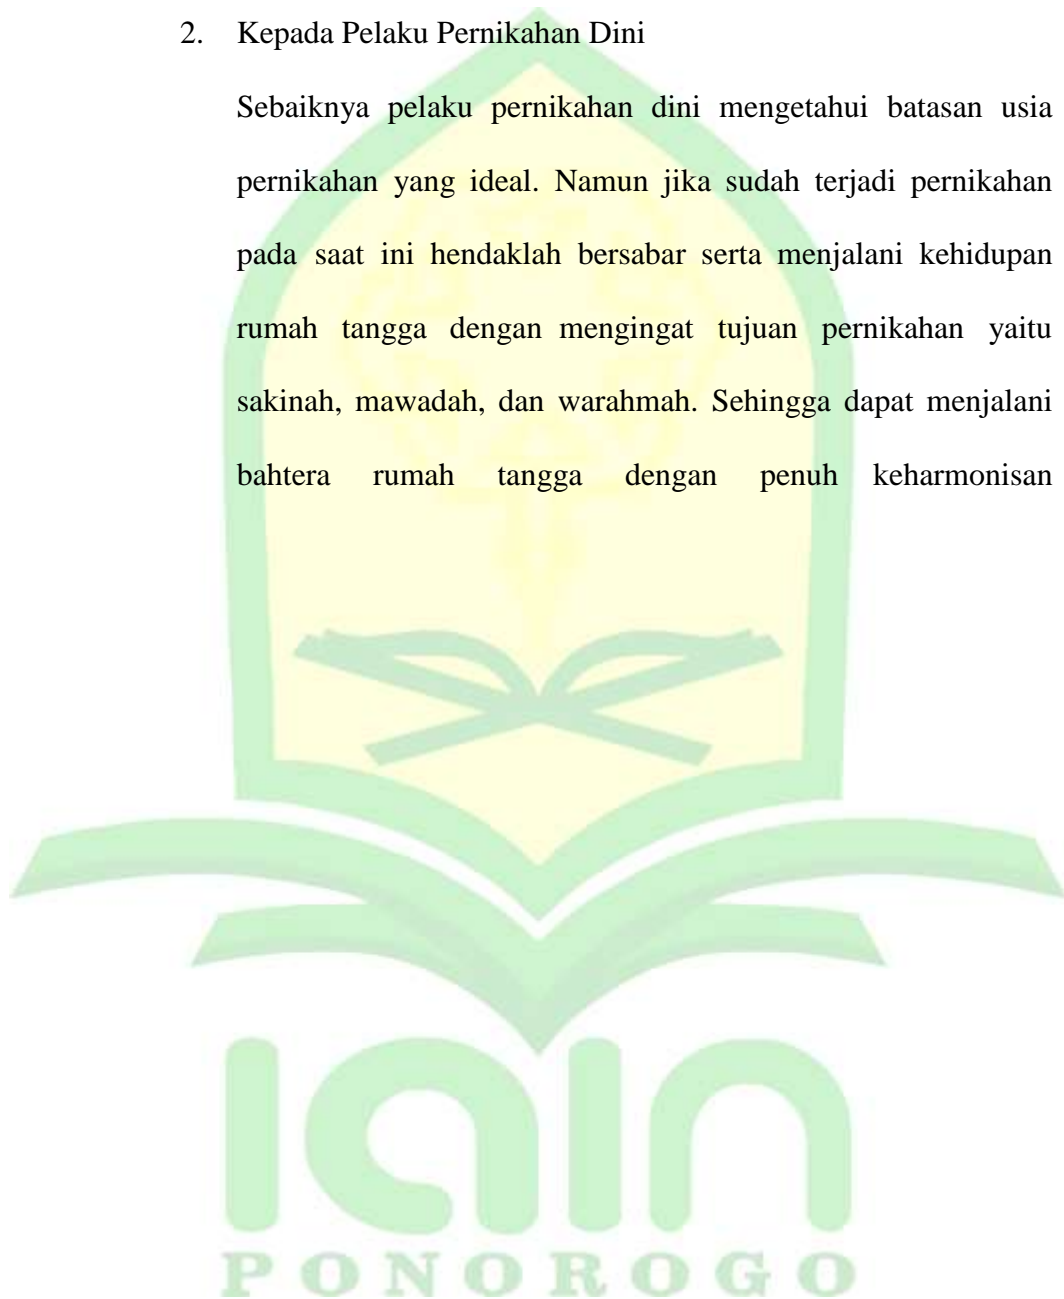 2. Kepada Pelaku Pernikahan Dini
Sebaiknya pelaku pernikahan dini mengetahui batasan usia
pernikahan yang ideal. Namun jika sudah terjadi pernikahan
pada saat ini hendaklah bersabar serta menjalani kehidupan
rumah tangga dengan mengingat tujuan pernikahan yaitu
sakinah, mawadah, dan warahmah. Sehingga dapat menjalani
bahtera rumah tangga dengan penuh keharmonisan
iain
PONOROGO